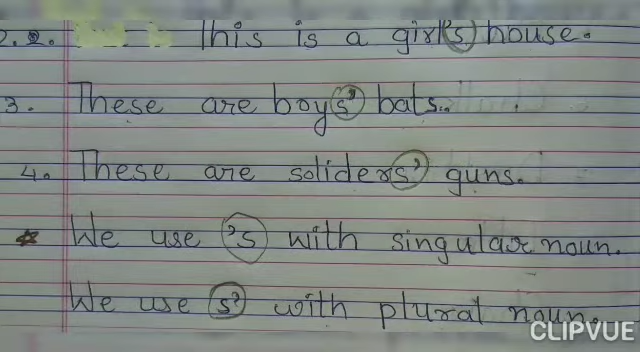 2. This is a girl's house.
3. These are boys' bats.
4. These are soliders' guns.
We use 's with singular noun.
We use s' with plural noun.
CLIPVUE